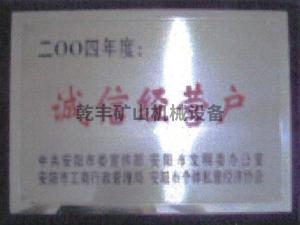 二OO四年度：
诚信经营户
乾丰矿山机械设备
中共安阳市委宣传部 安阳市文明委办公室
安阳市工商行政管理局 安阳市个体私营经济协会